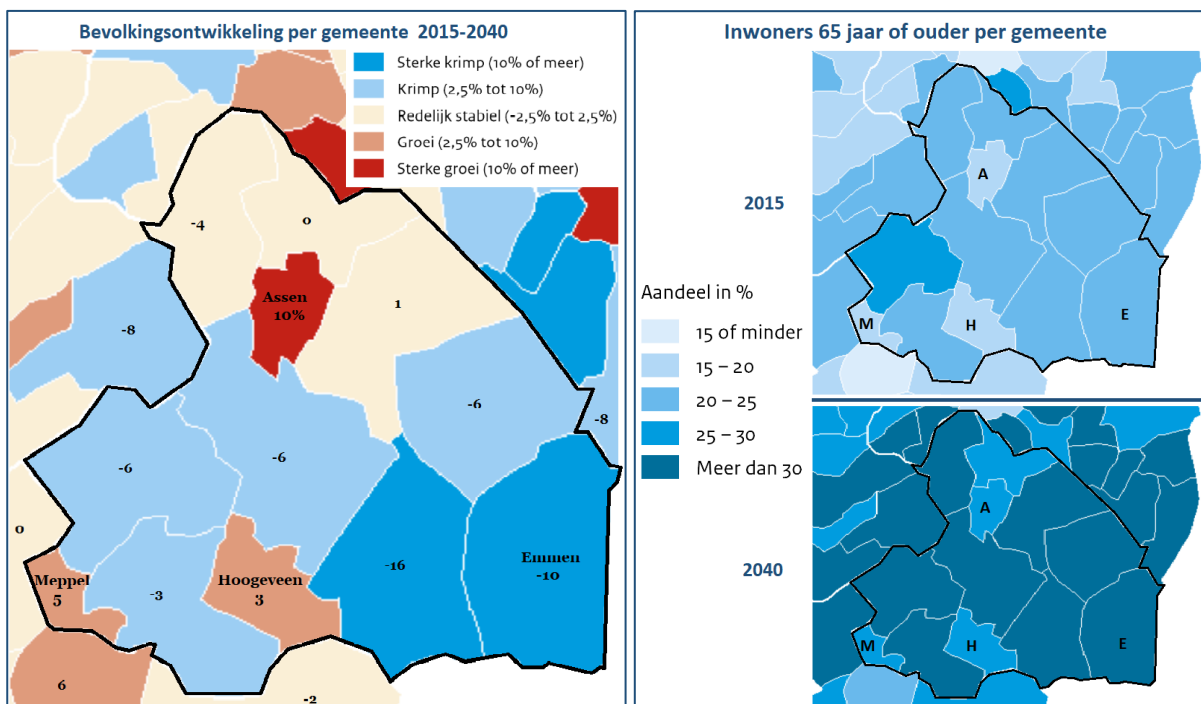 Bevolkingsontwikkeling per gemeente 2015-2040
Sterke krimp (10% of meer)
Krimp (2,5% tot 10%)
Redelijk stabiel (-2,5% tot 2,5%)
Groei (2,5% tot 10%)
Sterke groei (10% of meer)
-4
0
Assen
10%
1
-8
-6
-8
-6
-6
0
Emmen
-10
-16
Meppel
5
Hoogeveen
3
-3
6
-2
Inwoners 65 jaar of ouder per gemeente
2015
A
M
H
E
Aandeel in %
15 of minder
15 – 20
20 – 25
25 – 30
Meer dan 30
2040
A
M
H
E